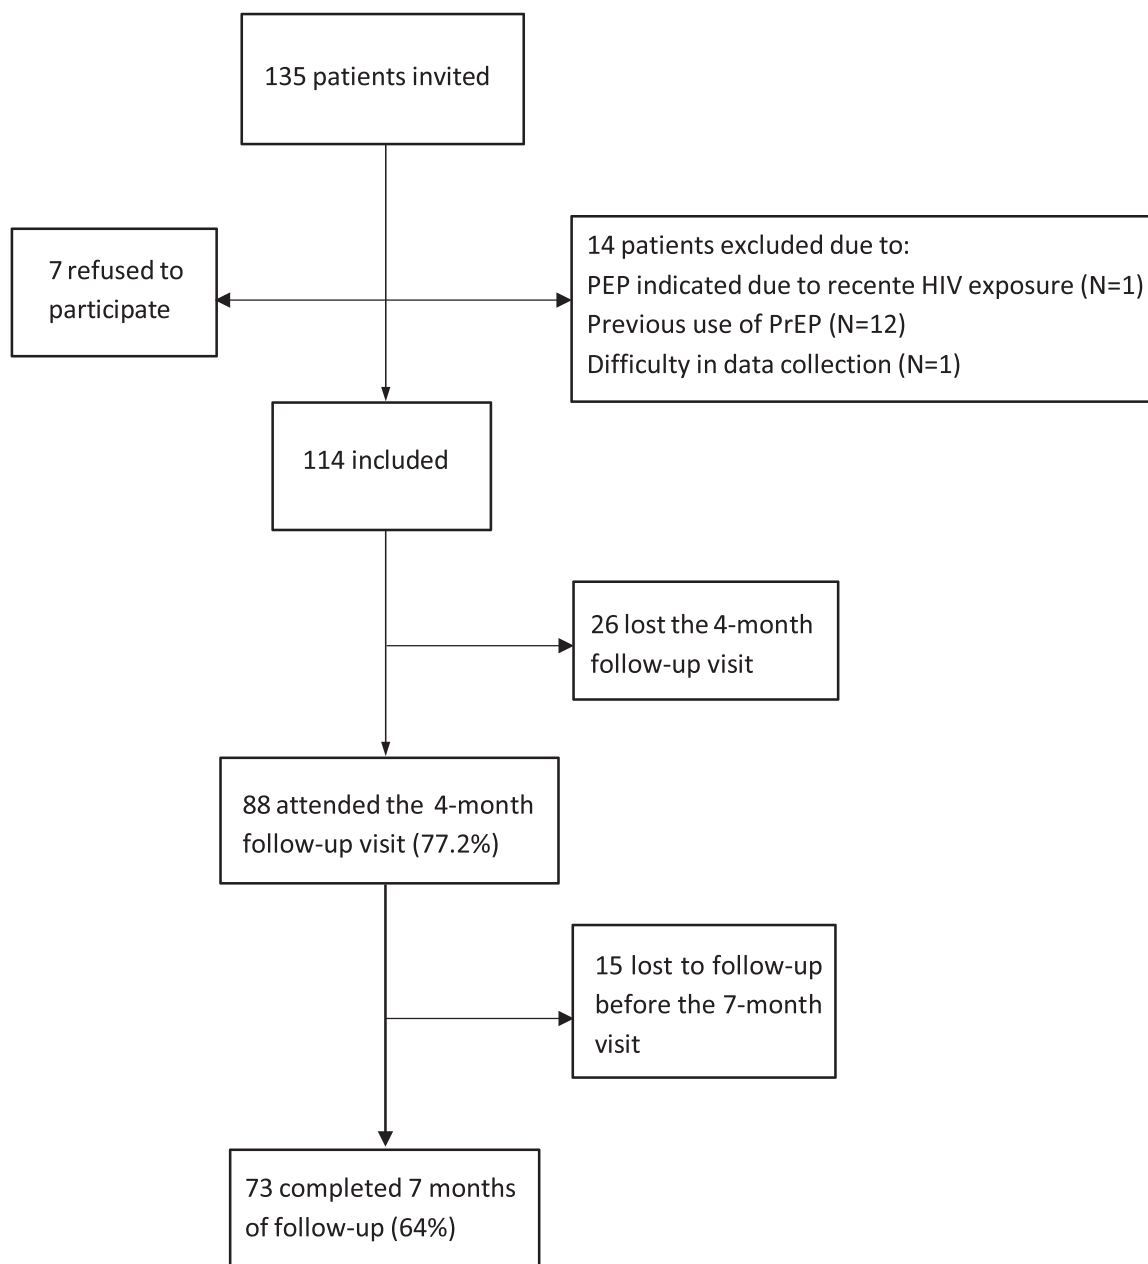 135 patients invited
7 refused to
participate
14 patients excluded due to:
PEP indicated due to recente HIV exposure (N=1)
Previous use of PrEP (N=12)
Difficulty in data collection (N=1)
114 included
26 lost the 4-month
follow-up visit
88 attended the 4-month
follow-up visit (77.2%)
15 lost to follow-up
before the 7-month
visit
73 completed 7 months
of follow-up (64%)